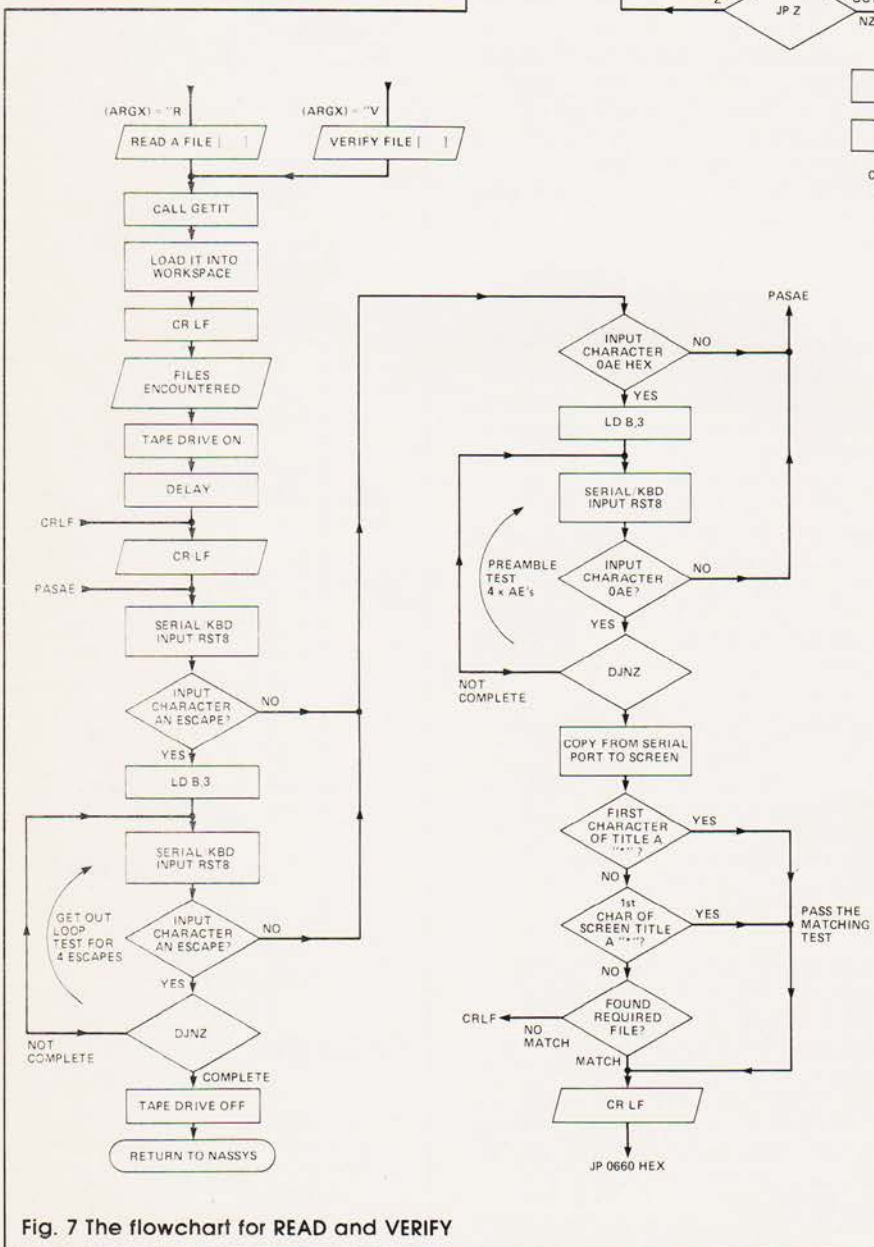 Z
JP Z
NZ
(ARGX) = "R
(ARGX) = "V
READ A FILE [ ]
VERIFY FILE [ ]
CALL GETIT
LOAD IT INTO
WORKSPACE
CR LF
FILES
ENCOUNTERED
TAPE DRIVE ON
DELAY
CRLF
CR LF
PASAE
SERIAL/KBD
INPUT RST8
INPUT
CHARACTER
AN ESCAPE?
NO
YES
LD B,3
SERIAL/KBD
INPUT RST8
GET OUT
LOOP
TEST FOR
4 ESCAPES
INPUT
CHARACTER
AN ESCAPE?
NO
YES
DJNZ
NOT
COMPLETE
COMPLETE
TAPE DRIVE OFF
RETURN TO NASSYS
PASAE
INPUT
CHARACTER
0AE HEX
NO
YES
LD B,3
SERIAL/KBD
INPUT RST8
PREAMBLE
TEST
4 x AE's
INPUT
CHARACTER
0AE?
NO
YES
DJNZ
NOT
COMPLETE
COPY FROM SERIAL
PORT TO SCREEN
FIRST
CHARACTER
OF TITLE A
"*"?
YES
NO
1st
CHAR OF
SCREEN TITLE
A "*"?
YES
PASS THE
MATCHING
TEST
NO
FOUND
REQUIRED
FILE?
CRLF
NO
MATCH
MATCH
CR LF
JP 0660 HEX
Fig. 7 The flowchart for READ and VERIFY